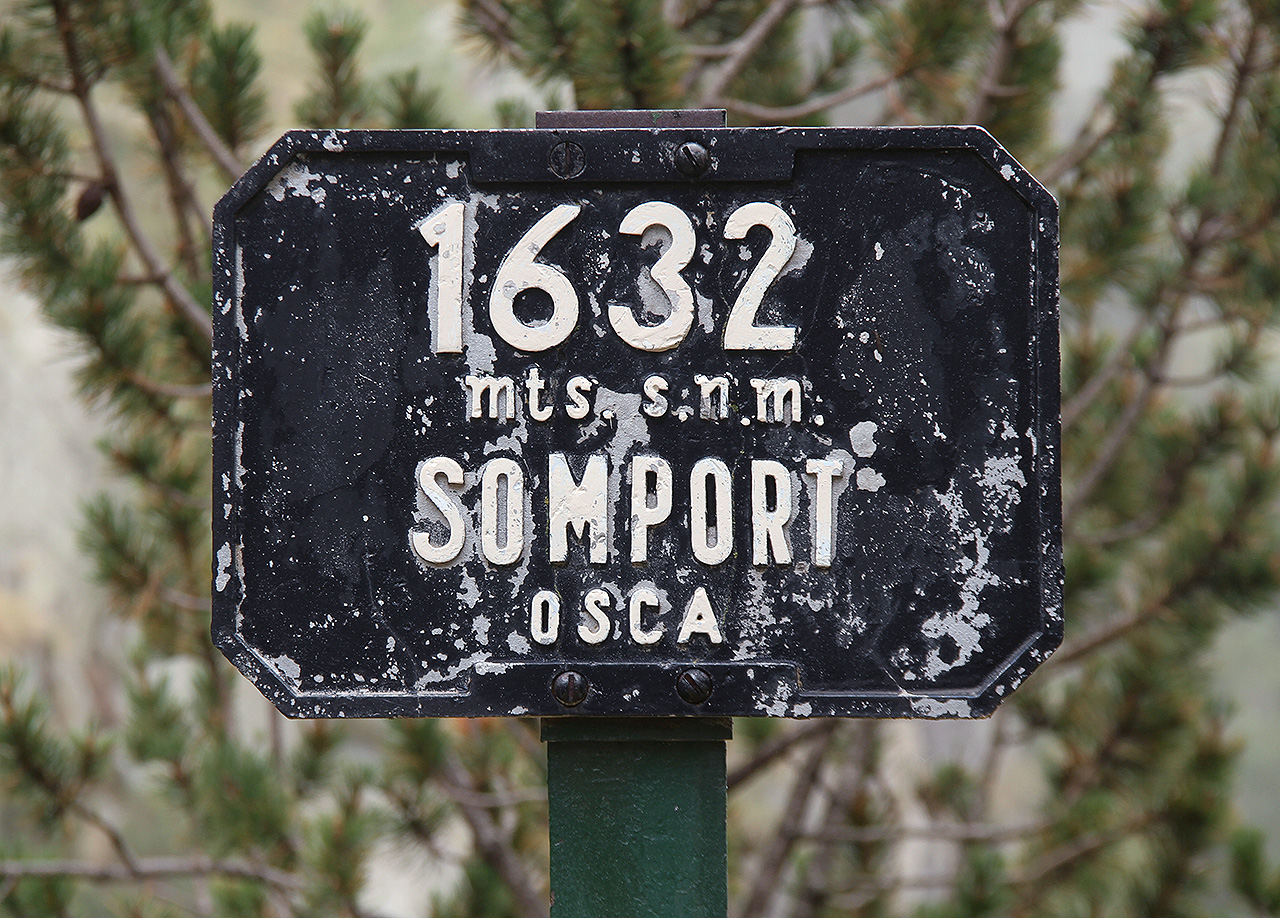 1632
mts. s.n.m.
SOMPORT
OSCA